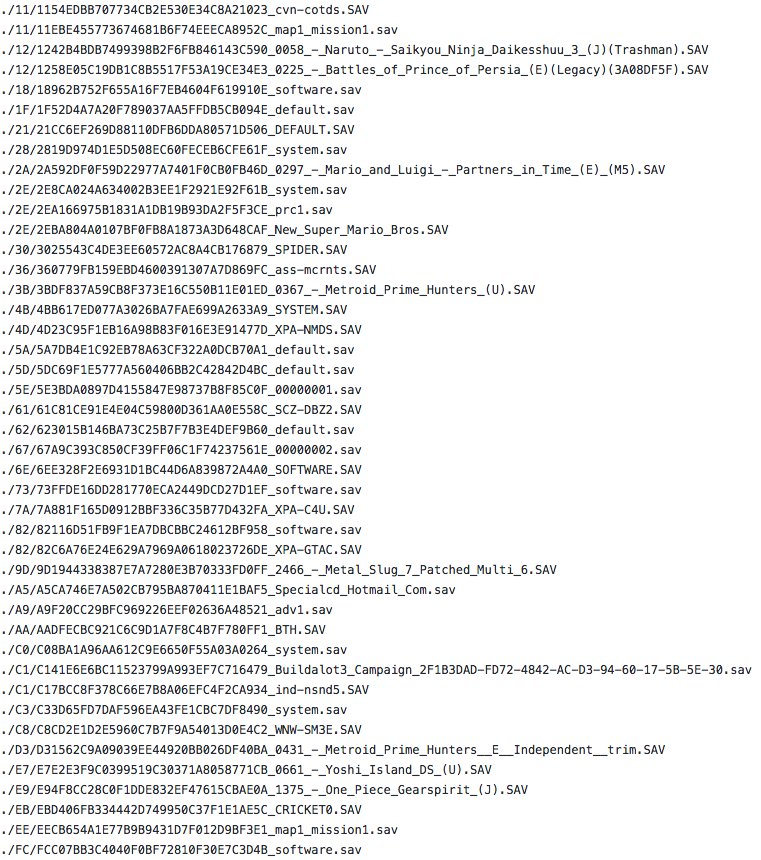 ./11/1154EDBB707734CB2E530E34C8A21023_cvn-cotds.SAV
./11/11EBE455773674681B6F74EEECA8952C_map1_mission1.sav
./12/1242B4BDB7499398B2F6FB846143C590_0058_-_Naruto_-_Saikyou_Ninja_Daikesshuu_3_(J)(Trashman).SAV
./12/1258E05C19DB1C8B5517F53A19CE34E3_0225_-_Battles_of_Prince_of_Persia_(E)(Legacy)(3A08DF5F).SAV
./18/18962B752F655A16F7EB4604F619910E_software.sav
./1F/1F52D4A7A20F789037AA5FFDB5CB094E_default.sav
./21/21CC6EF269D88110DFB6DDA80571D506_DEFAULT.SAV
./28/2819D974D1E5D508EC60FECEB6CFE61F_system.sav
./2A/2A592DF0F59D22977A7401F0CB0FB46D_0297_-_Mario_and_Luigi_-_Partners_in_Time_(E)_(M5).SAV
./2E/2E8CA024A634002B3EE1F2921E92F61B_system.sav
./2E/2EA166975B1831A1DB19B93DA2F5F3CE_prc1.sav
./2E/2EBA804A0107BF0FB8A1873A3D648CAF_New_Super_Mario_Bros.SAV
./30/3025543C4DE3EE60572AC8A4CB176879_SPIDER.SAV
./36/360779FB159EBD4600391307A7D869FC_ass-mcrnts.SAV
./3B/3BDF837A59CB8F373E16C550B11E01ED_0367_-_Metroid_Prime_Hunters_(U).SAV
./4B/4BB617ED077A3026BA7FAE699A2633A9_SYSTEM.SAV
./4D/4D23C95F1EB16A98B83F016E3E91477D_XPA-NMDS.SAV
./5A/5A7DB4E1C92EB78A63CF322A0DCB70A1_default.sav
./5D/5DC69F1E5777A560406BB2C42842D4BC_default.sav
./5E/5E3BDA0897D4155847E98737B8F85C0F_00000001.sav
./61/61C81CE91E4E04C59800D361AA0E558C_SCZ-DBZ2.SAV
./62/623015B146BA73C25B7F7B3E4DEF9B60_default.sav
./67/67A9C393C850CF39FF06C1F74237561E_00000002.sav
./6E/6EE328F2E6931D1BC44D6A839872A4A0_SOFTWARE.SAV
./73/73FFDE16DD281770ECA2449DCD27D1EF_software.sav
./7A/7A881F165D0912BBF336C35B77D432FA_XPA-C4U.SAV
./82/82116D51FB9F1EA7DBCBBC24612BF958_software.sav
./82/82C6A76E24E629A7969A0618023726DE_XPA-GTAC.SAV
./9D/9D1944338387E7A7280E3B70333FD0FF_2466_-_Metal_Slug_7_Patched_Multi_6.SAV
./A5/A5CA746E7A502CB795BA870411E1BAF5_Specialcd_Hotmail_Com.sav
./A9/A9F20CC29BFC969226EEF02636A48521_adv1.sav
./AA/AADFECBC921C6C9D1A7F8C4B7F780FF1_BTH.SAV
./C0/C08BA1A96AA612C9E6650F55A03A0264_system.sav
./C1/C141E6E6BC11523799A993EF7C716479_Buildalot3_Campaign_2F1B3DAD-FD72-4842-AC-D3-94-60-17-5B-5E-30.sav
./C1/C17BCC8F378C66E7B8A06EFC4F2CA934_ind-nsnd5.SAV
./C3/C33D65FD7DAF596EA43FE1CBC7DF8490_system.sav
./C8/C8CD2E1D2E5960C7B7F9A54013D0E4C2_WNW-SM3E.SAV
./D3/D31562C9A09039EE44920BB026DF40BA_0431_-_Metroid_Prime_Hunters__E__Independent__trim.SAV
./E7/E7E2E3F9C0399519C30371A8058771CB_0661_-_Yoshi_Island_DS_(U).SAV
./E9/E94F8CC28C0F1DDE832EF47615CBAE0A_1375_-_One_Piece_Gearspirit_(J).SAV
./EB/EBD406FB334442D749950C37F1E1AE5C_CRICKET0.SAV
./EE/EECB654A1E77B9B9431D7F012D9BF3E1_map1_mission1.sav
./FC/FCC07BB3C4040F0BF72810F30E7C3D4B_software.sav